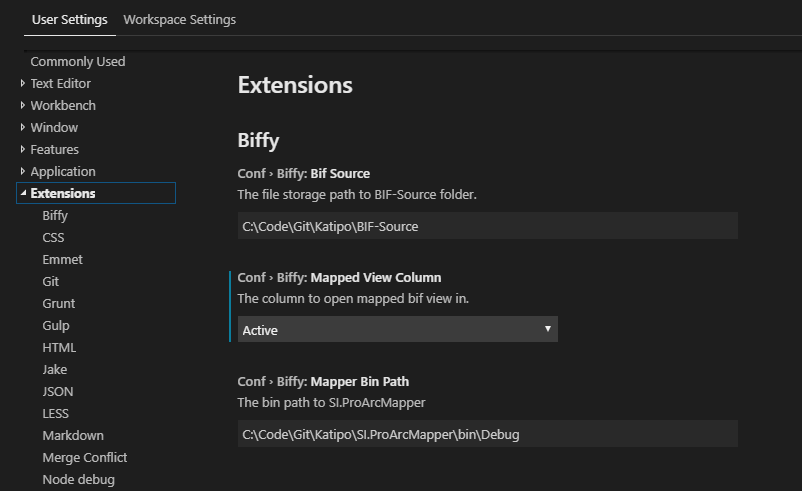 User Settings Workspace Settings
Commonly Used
Text Editor
Workbench
Window
Features
Application
Extensions
Biffy
CSS
Emmet
Git
Grunt
Gulp
HTML
Jake
JSON
LESS
Markdown
Merge Conflict
Node debug
Extensions
Biffy
Conf › Biffy: Bif Source
The file storage path to BIF-Source folder.
C:\Code\Git\Katipo\BIF-Source
Conf › Biffy: Mapped View Column
The column to open mapped bif view in.
Active
Conf › Biffy: Mapper Bin Path
The bin path to SI.ProArcMapper
C:\Code\Git\Katipo\SI.ProArcMapper\bin\Debug